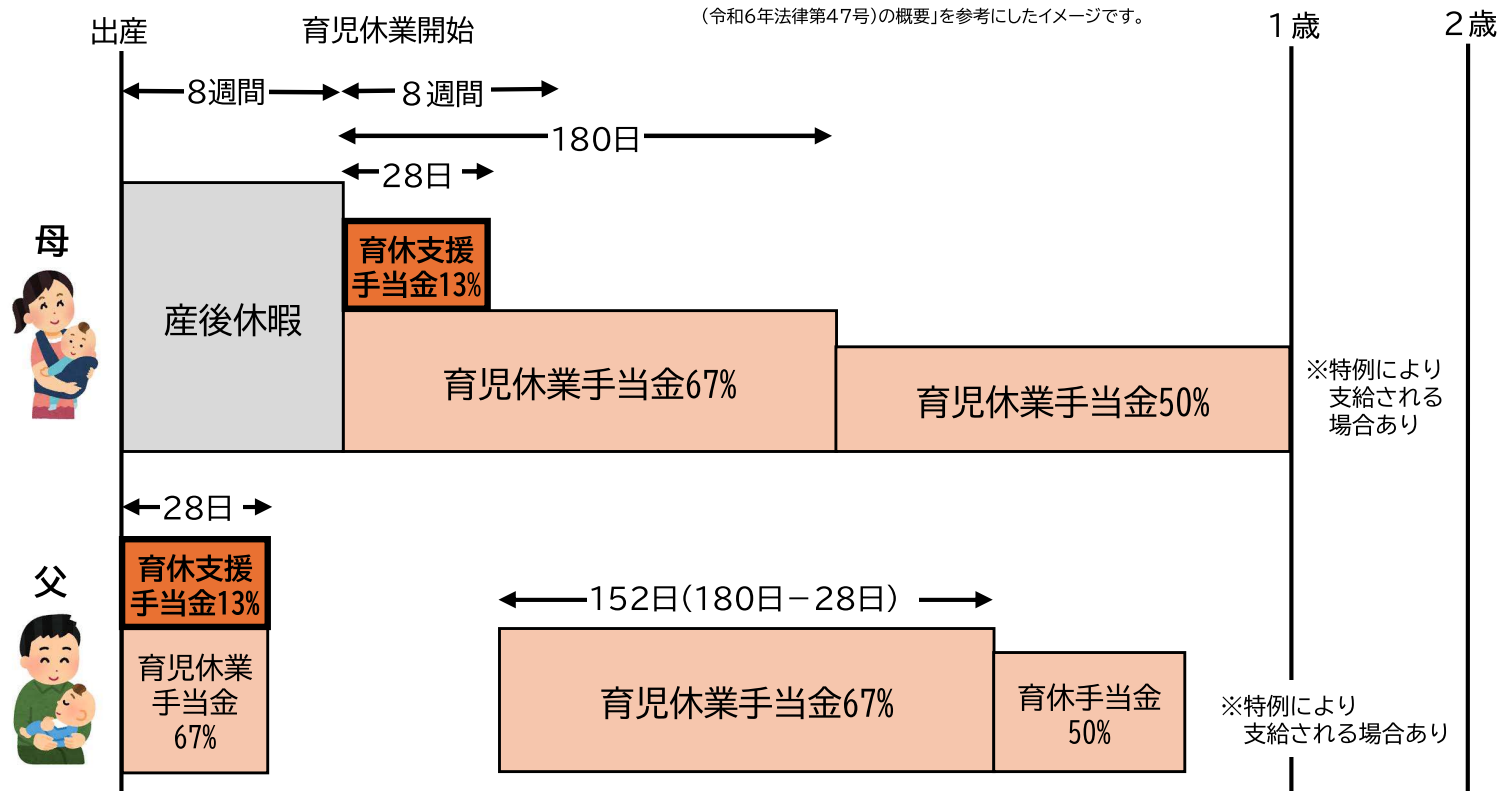 （令和6年法律第47号）の概要」を参考にしたイメージです。
出産
育児休業開始
１歳
２歳
8週間
８週間
180日
28日
母
育休支援
手当金13%
産後休暇
育児休業手当金67%
育児休業手当金50%
※特例により
支給される
場合あり
28日
父
育休支援
手当金13%
育児休業
手当金
67%
152日（180日－28日）
育児休業手当金67%
育休手当金
50%
※特例により
支給される場合あり